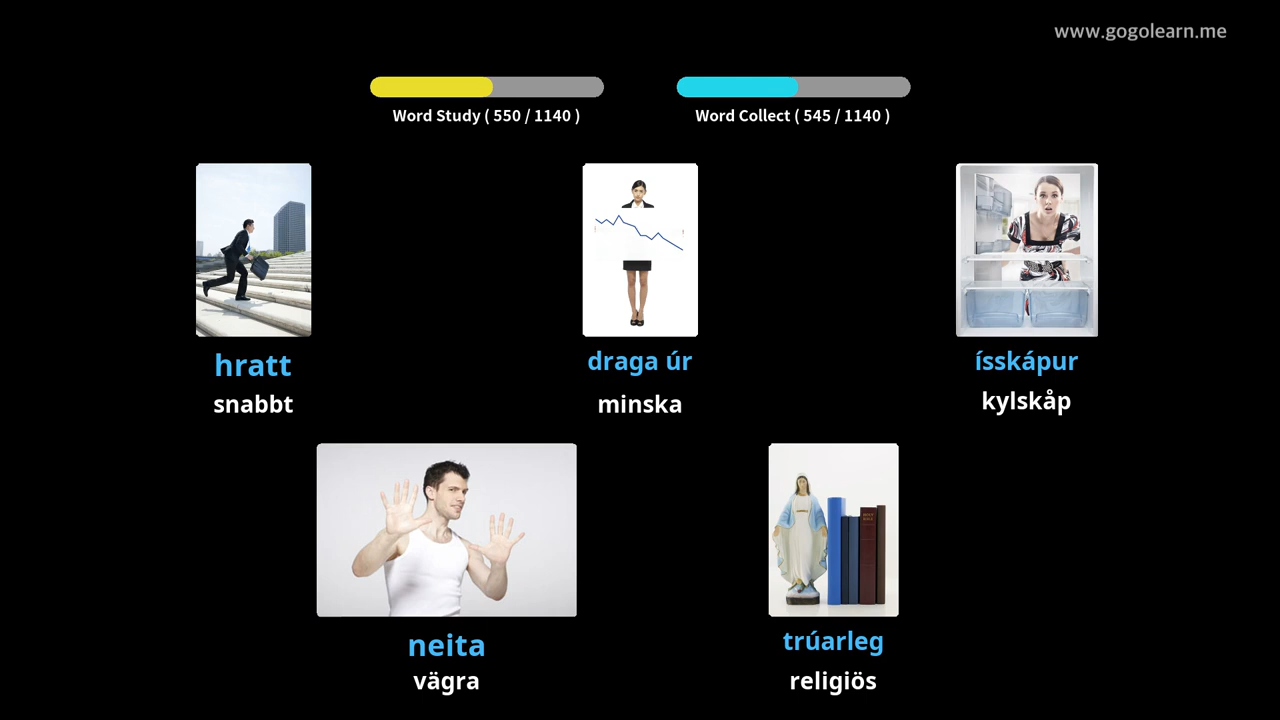 www.gogolearn.me
Word Study ( 550 / 1140 )
Word Collect ( 545 / 1140 )
hratt
snabbt
draga úr
minska
ísskápur
kylskåp
neita
vägra
trúarleg
religiös